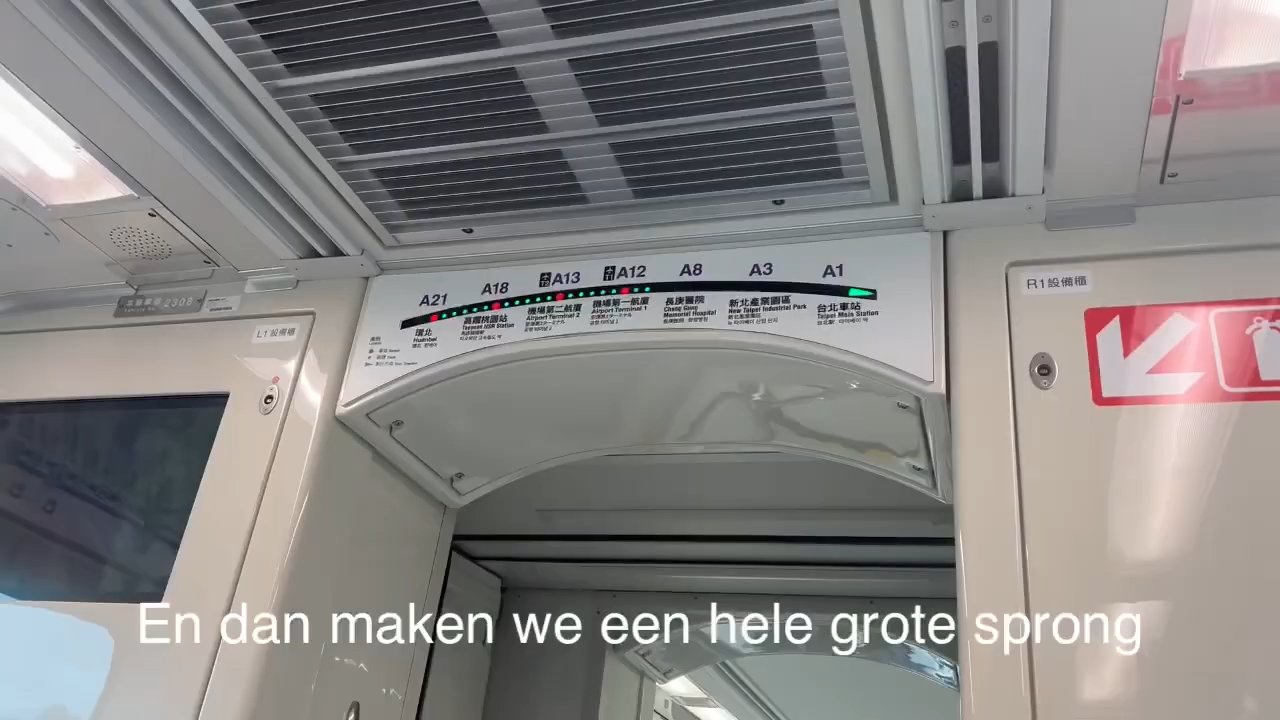 2308
A21
A18
A13
A12
A8
A3
A1
環北
Huanbei
高鐵桃園站
Taoyuan HSR Station
機場第二航廈
Airport Terminal 2
機場第一航廈
Airport Terminal 1
長庚醫院
Chang Gung
Memorial Hospital
新北產業園區
New Taipei Industrial Park
台北車站
Taipei Main Station
L1設備櫃
R1設備櫃
En dan maken we een hele grote sprong